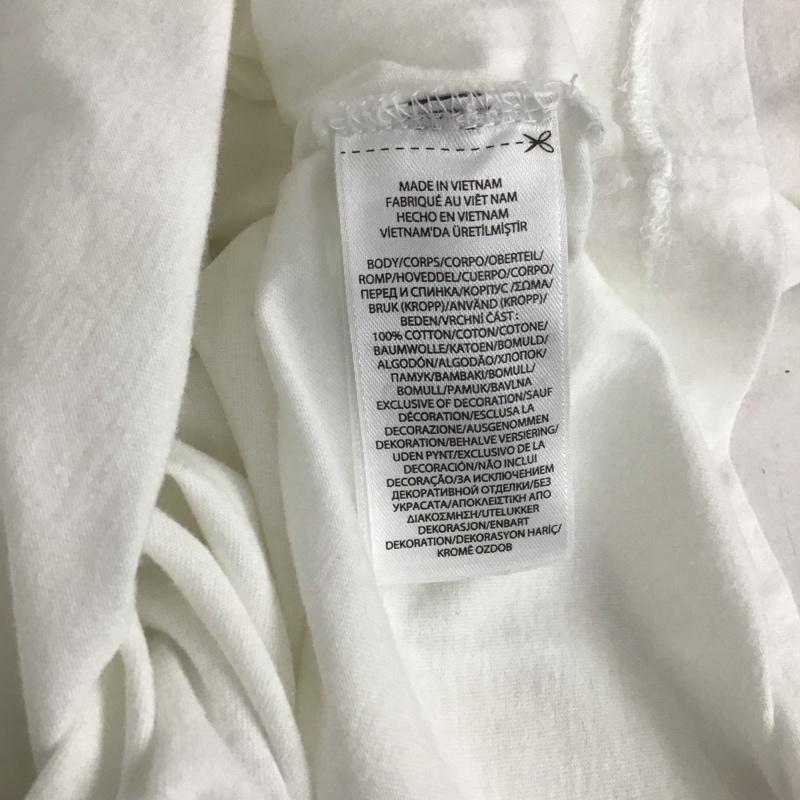 MADE IN VIETNAM
FABRIQUÉ AU VIÊT NAM
HECHO EN VIETNAM
VİETNAM'DA ÜRETİLMİŞTİR
BODY/CORPS/CORPO/OBERTEIL/
ROMP/HOVEDDEL/CUERPO/CORPO/
ПЕРЕД И СПИНКА/КОРПУС /ΣΩΜΑ/
BRUK (KROPP)/ANVÄND (KROPP)/
BEDEN/VRCHNÍ ČÁST :
100% COTTON/COTON/COTONE/
BAUMWOLLE/KATOEN/BOMULD/
ALGODÓN/ALGODÃO/ХЛОПОК/
ПАМУК/ΒΑΜΒΑΚΙ/BOMULL/
BOMULL/PAMUK/BAVLNA
EXCLUSIVE OF DECORATION/SAUF
DÉCORATION/ESCLUSA LA
DECORAZIONE/AUSGENOMMEN
DEKORATION/BEHALVE VERSIERING/
UDEN PYNT/EXCLUSIVO DE LA
DECORACIÓN/NÃO INCLUI
DECORAÇÃO/ЗА ИСКЛЮЧЕНИЕМ
ДЕКОРАТИВНОЙ ОТДЕЛКИ/БЕЗ
УКРАСАТА/ΑΠΟΚΛΕΙΣΤΙΚΗ ΑΠΟ
ΔΙΑΚΟΣΜΗΣΗ/UTELUKKER
DEKORASJON/ENBART
DEKORATION/DEKORASYON HARİÇ/
KROMĚ OZDOB